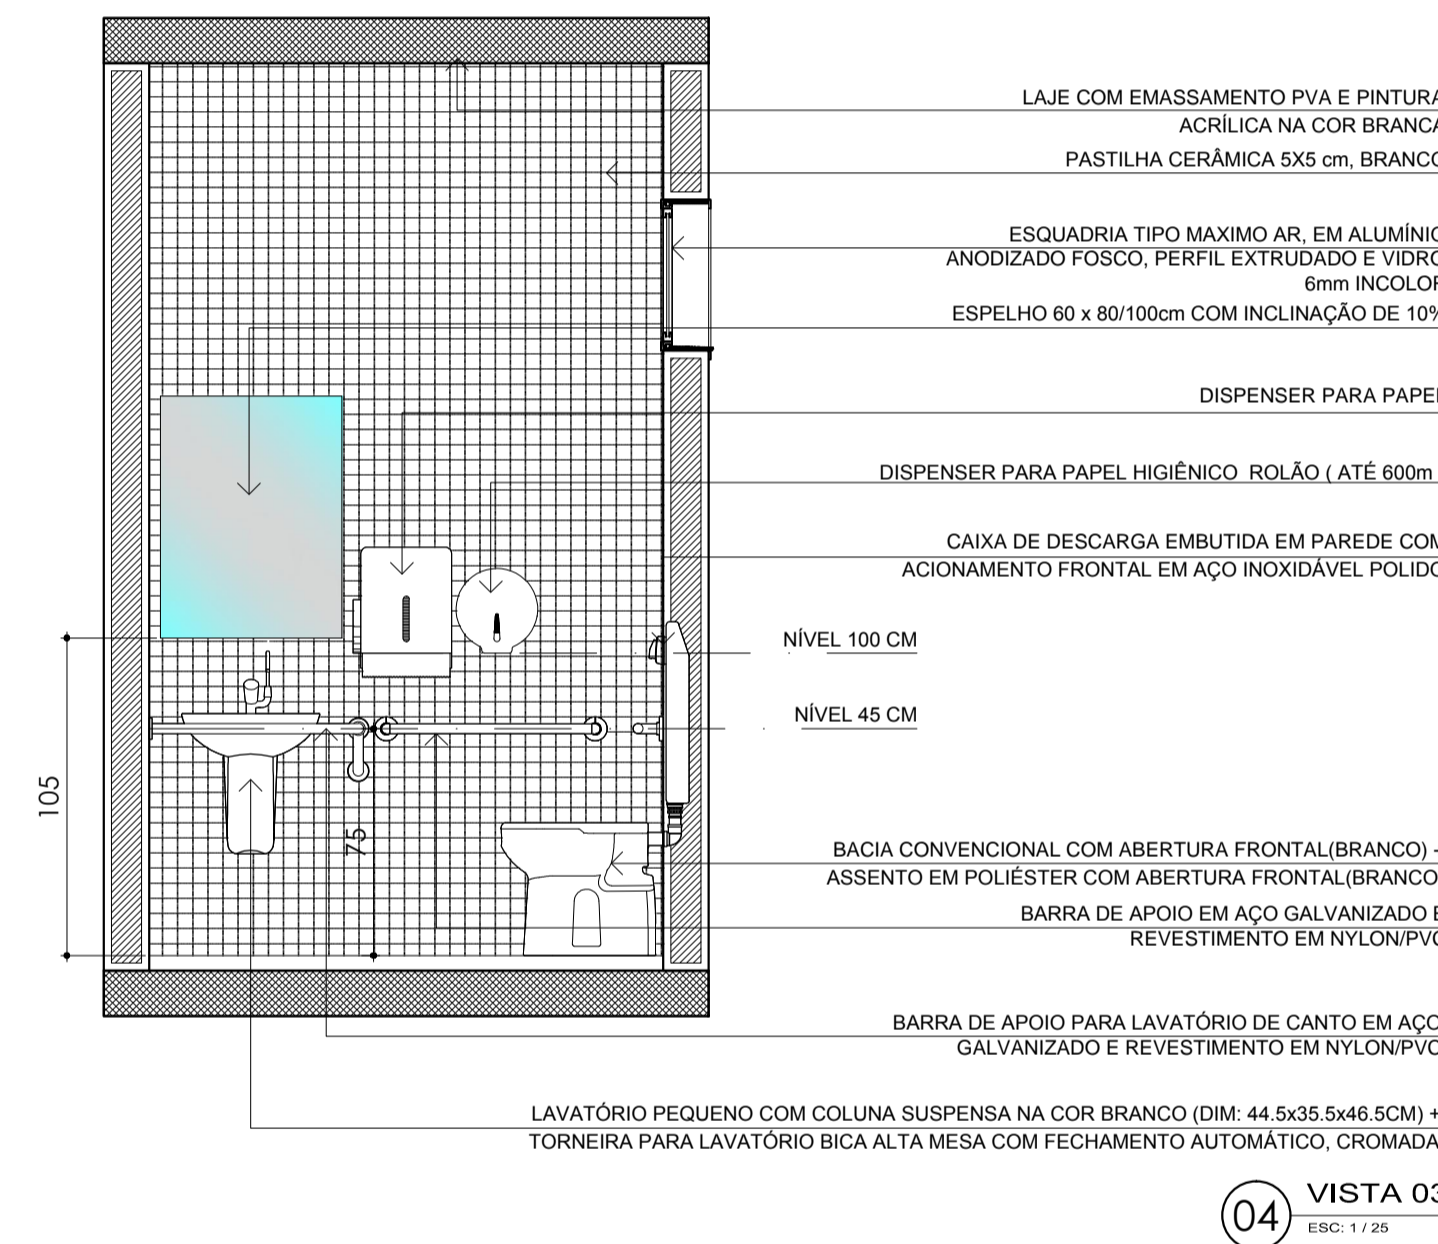 LAJE COM EMASSAMENTO PVA E PINTURA
ACRÍLICA NA COR BRANCA
PASTILHA CERÂMICA 5X5 cm, BRANCO
ESQUADRIA TIPO MAXIMO AR, EM ALUMÍNIO
ANODIZADO FOSCO, PERFIL EXTRUDADO E VIDRO
6mm INCOLOR
ESPELHO 60 x 80/100cm COM INCLINAÇÃO DE 10%
DISPENSER PARA PAPEL
DISPENSER PARA PAPEL HIGIÊNICO ROLÃO ( ATÉ 600m
CAIXA DE DESCARGA EMBUTIDA EM PAREDE COM
ACIONAMENTO FRONTAL EM AÇO INOXIDÁVEL POLIDO
NÍVEL 100 CM
NÍVEL 45 CM
105
75
BACIA CONVENCIONAL COM ABERTURA FRONTAL(BRANCO) +
ASSENTO EM POLIÉSTER COM ABERTURA FRONTAL(BRANCO)
BARRA DE APOIO EM AÇO GALVANIZADO E
REVESTIMENTO EM NYLON/PVC
BARRA DE APOIO PARA LAVATÓRIO DE CANTO EM AÇO
GALVANIZADO E REVESTIMENTO EM NYLON/PVC
LAVATÓRIO PEQUENO COM COLUNA SUSPENSA NA COR BRANCO (DIM: 44.5x35.5x46.5CM) +
TORNEIRA PARA LAVATÓRIO BICA ALTA MESA COM FECHAMENTO AUTOMÁTICO, CROMADA
04
VISTA 03
ESC: 1 / 25